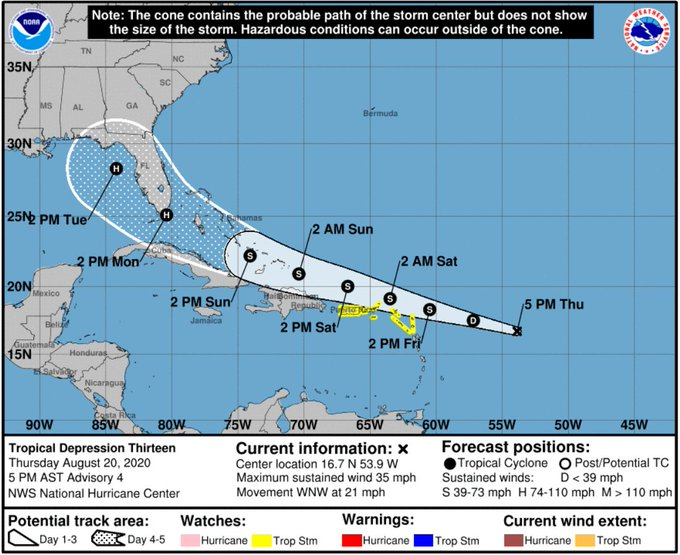 Note: The cone contains the probable path of the storm center but does not show
the size of the storm. Hazardous conditions can occur outside of the cone.
NOAA
NATIONAL WEATHER SERVICE
35N
30N
25N
20N
15N
TN
NC
SC
MS
AL
GA
FL
Bermuda
Bahamas
Cuba
Mexico
Jamaica
Dominican
Republic
Puerto Rico
Belize
Guatemala
Honduras
El Salvador
Nicaragua
Costa Rica
H
2 PM Tue
H
2 PM Mon
S
2 PM Sun
S
2 AM Sun
S
2 PM Sat
S
2 AM Sat
S
2 PM Fri
D
5 PM Thu
90W 85W 80W 75W 70W 65W 60W 55W 50W 45W
Tropical Depression Thirteen
Thursday August 20, 2020
5 PM AST Advisory 4
NWS National Hurricane Center
Current information: x
Center location 16.7 N 53.9 W
Maximum sustained wind 35 mph
Movement WNW at 21 mph
Forecast positions:
Tropical Cyclone Post/Potential TC
Sustained winds: D < 39 mph
S 39-73 mph H 74-110 mph M > 110 mph
Potential track area:
Day 1-3 Day 4-5
Watches:
Hurricane Trop Stm
Warnings:
Hurricane Trop Stm
Current wind extent:
Hurricane Trop Stm